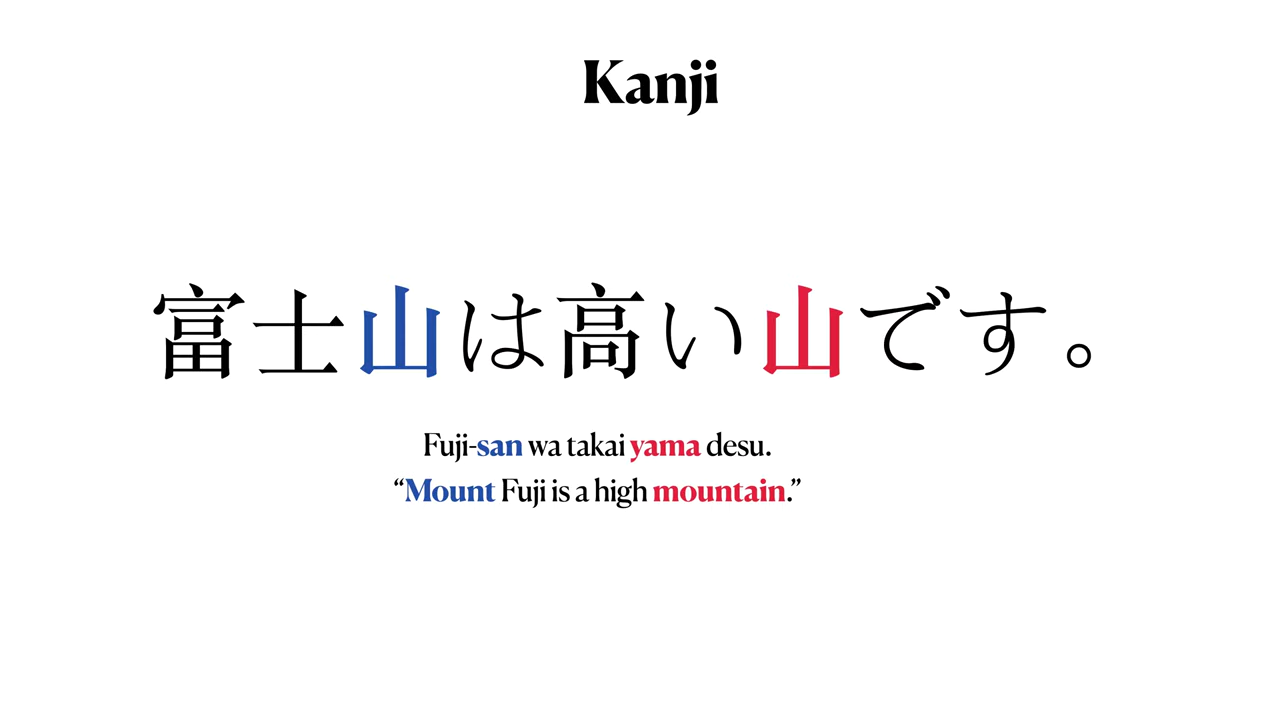 Kanji
富士山は高い山です。
Fuji-san wa takai yama desu.
“Mount Fuji is a high mountain.”